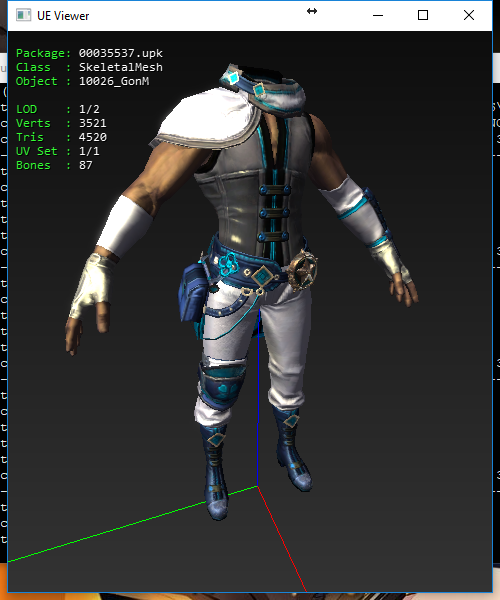 UE Viewer
Package: 00035537.upk
Class : SkeletalMesh
Object : 10026_GonM
LOD : 1/2
Verts : 3521
Tris : 4520
UV Set : 1/1
Bones : 87